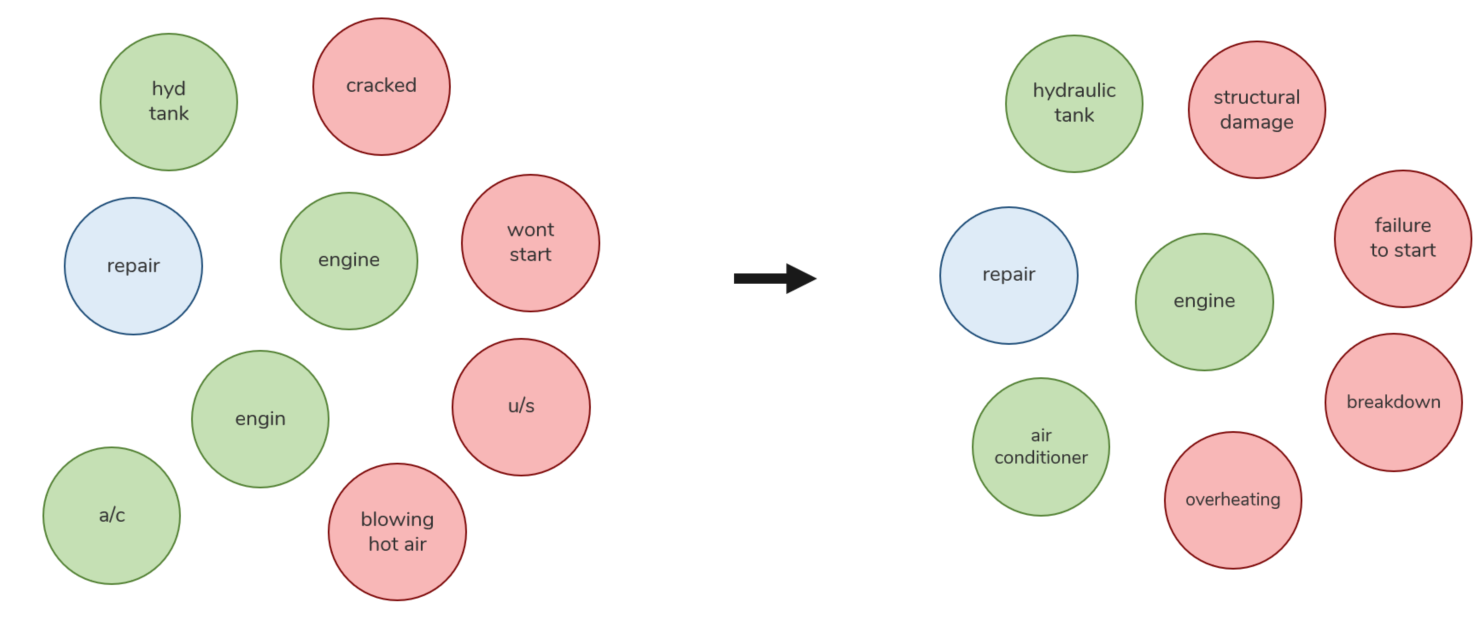 hyd
tank
cracked
repair
engine
wont
start
engin
u/s
a/c
blowing
hot air
hydraulic
tank
structural
damage
repair
engine
failure
to start
air
conditioner
breakdown
overheating